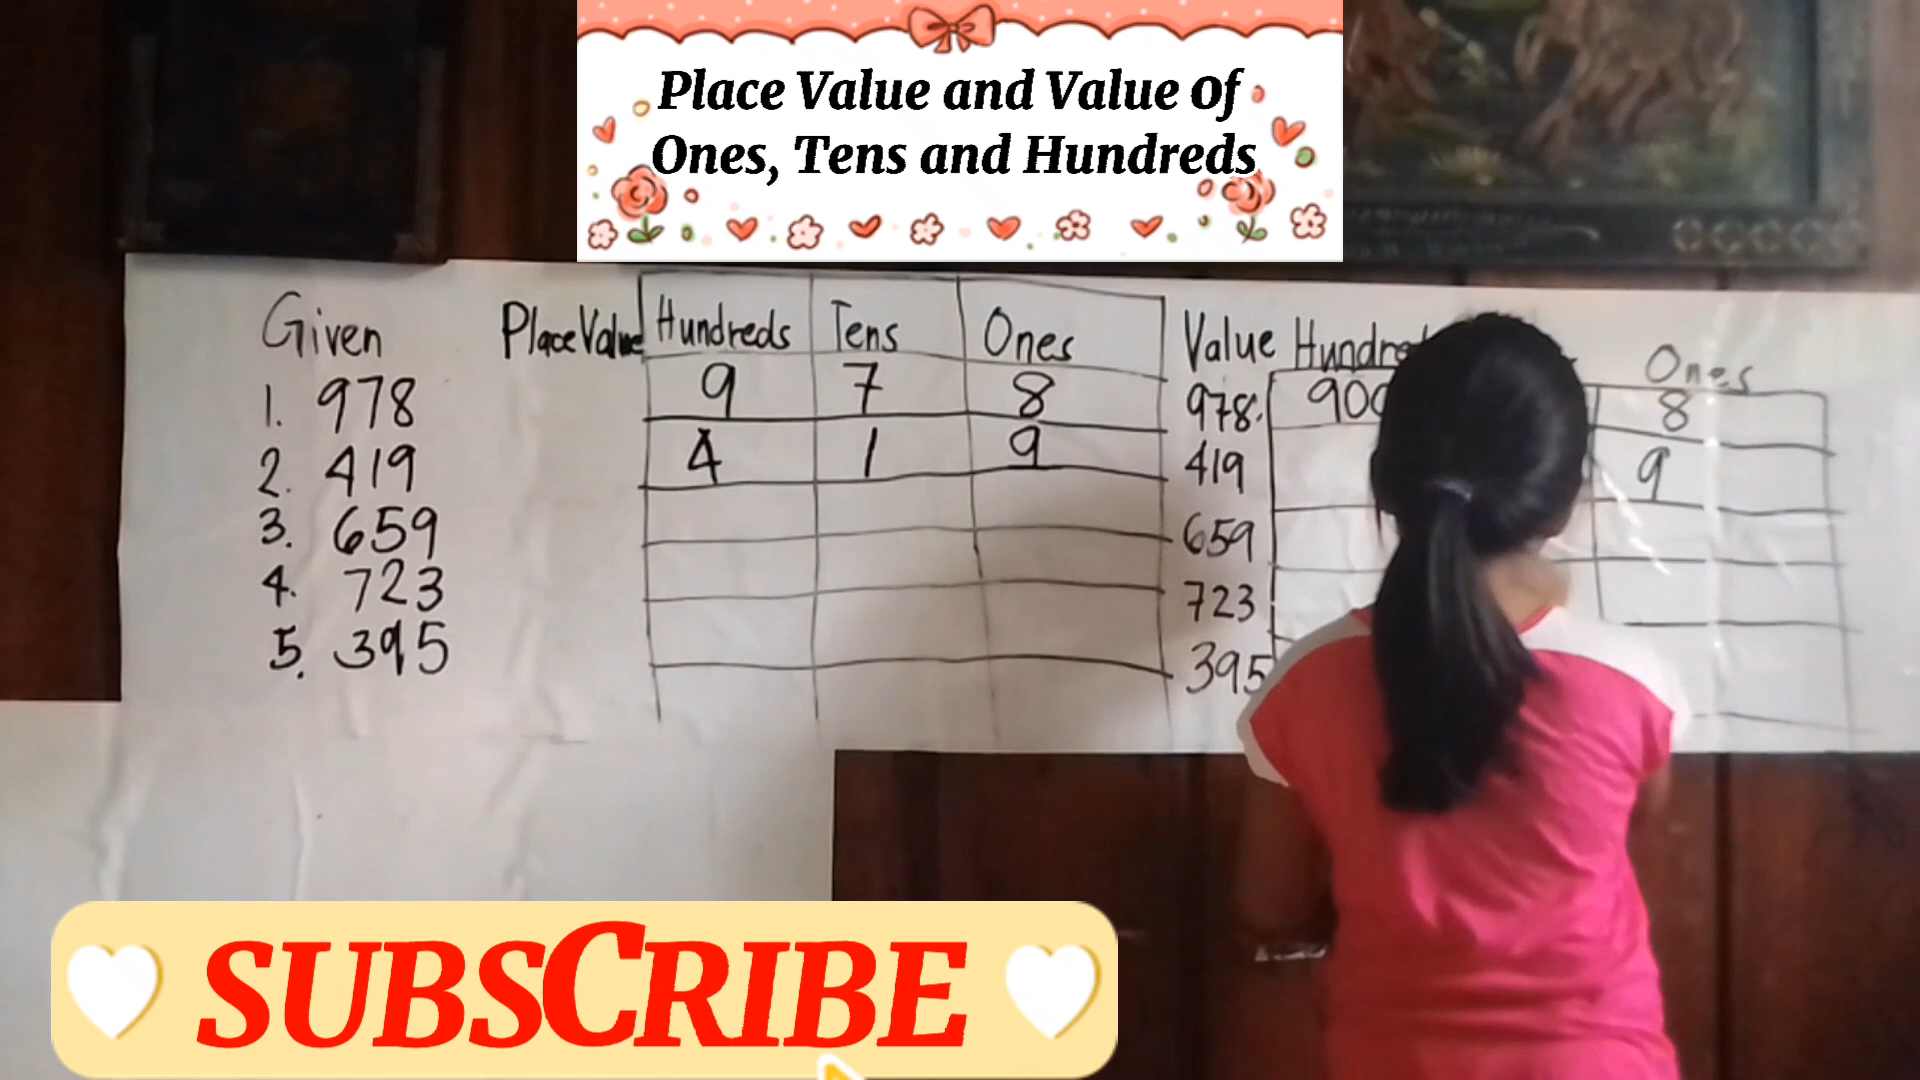 Place Value and Value Of
Ones, Tens and Hundreds
Given
1. 978
2. 419
3. 659
4. 723
5. 395
Place Value Hundreds Tens Ones
9 7 8
4 1 9
Value Ones
978. 8
419 9
659
723
395
SUBSCRIBE